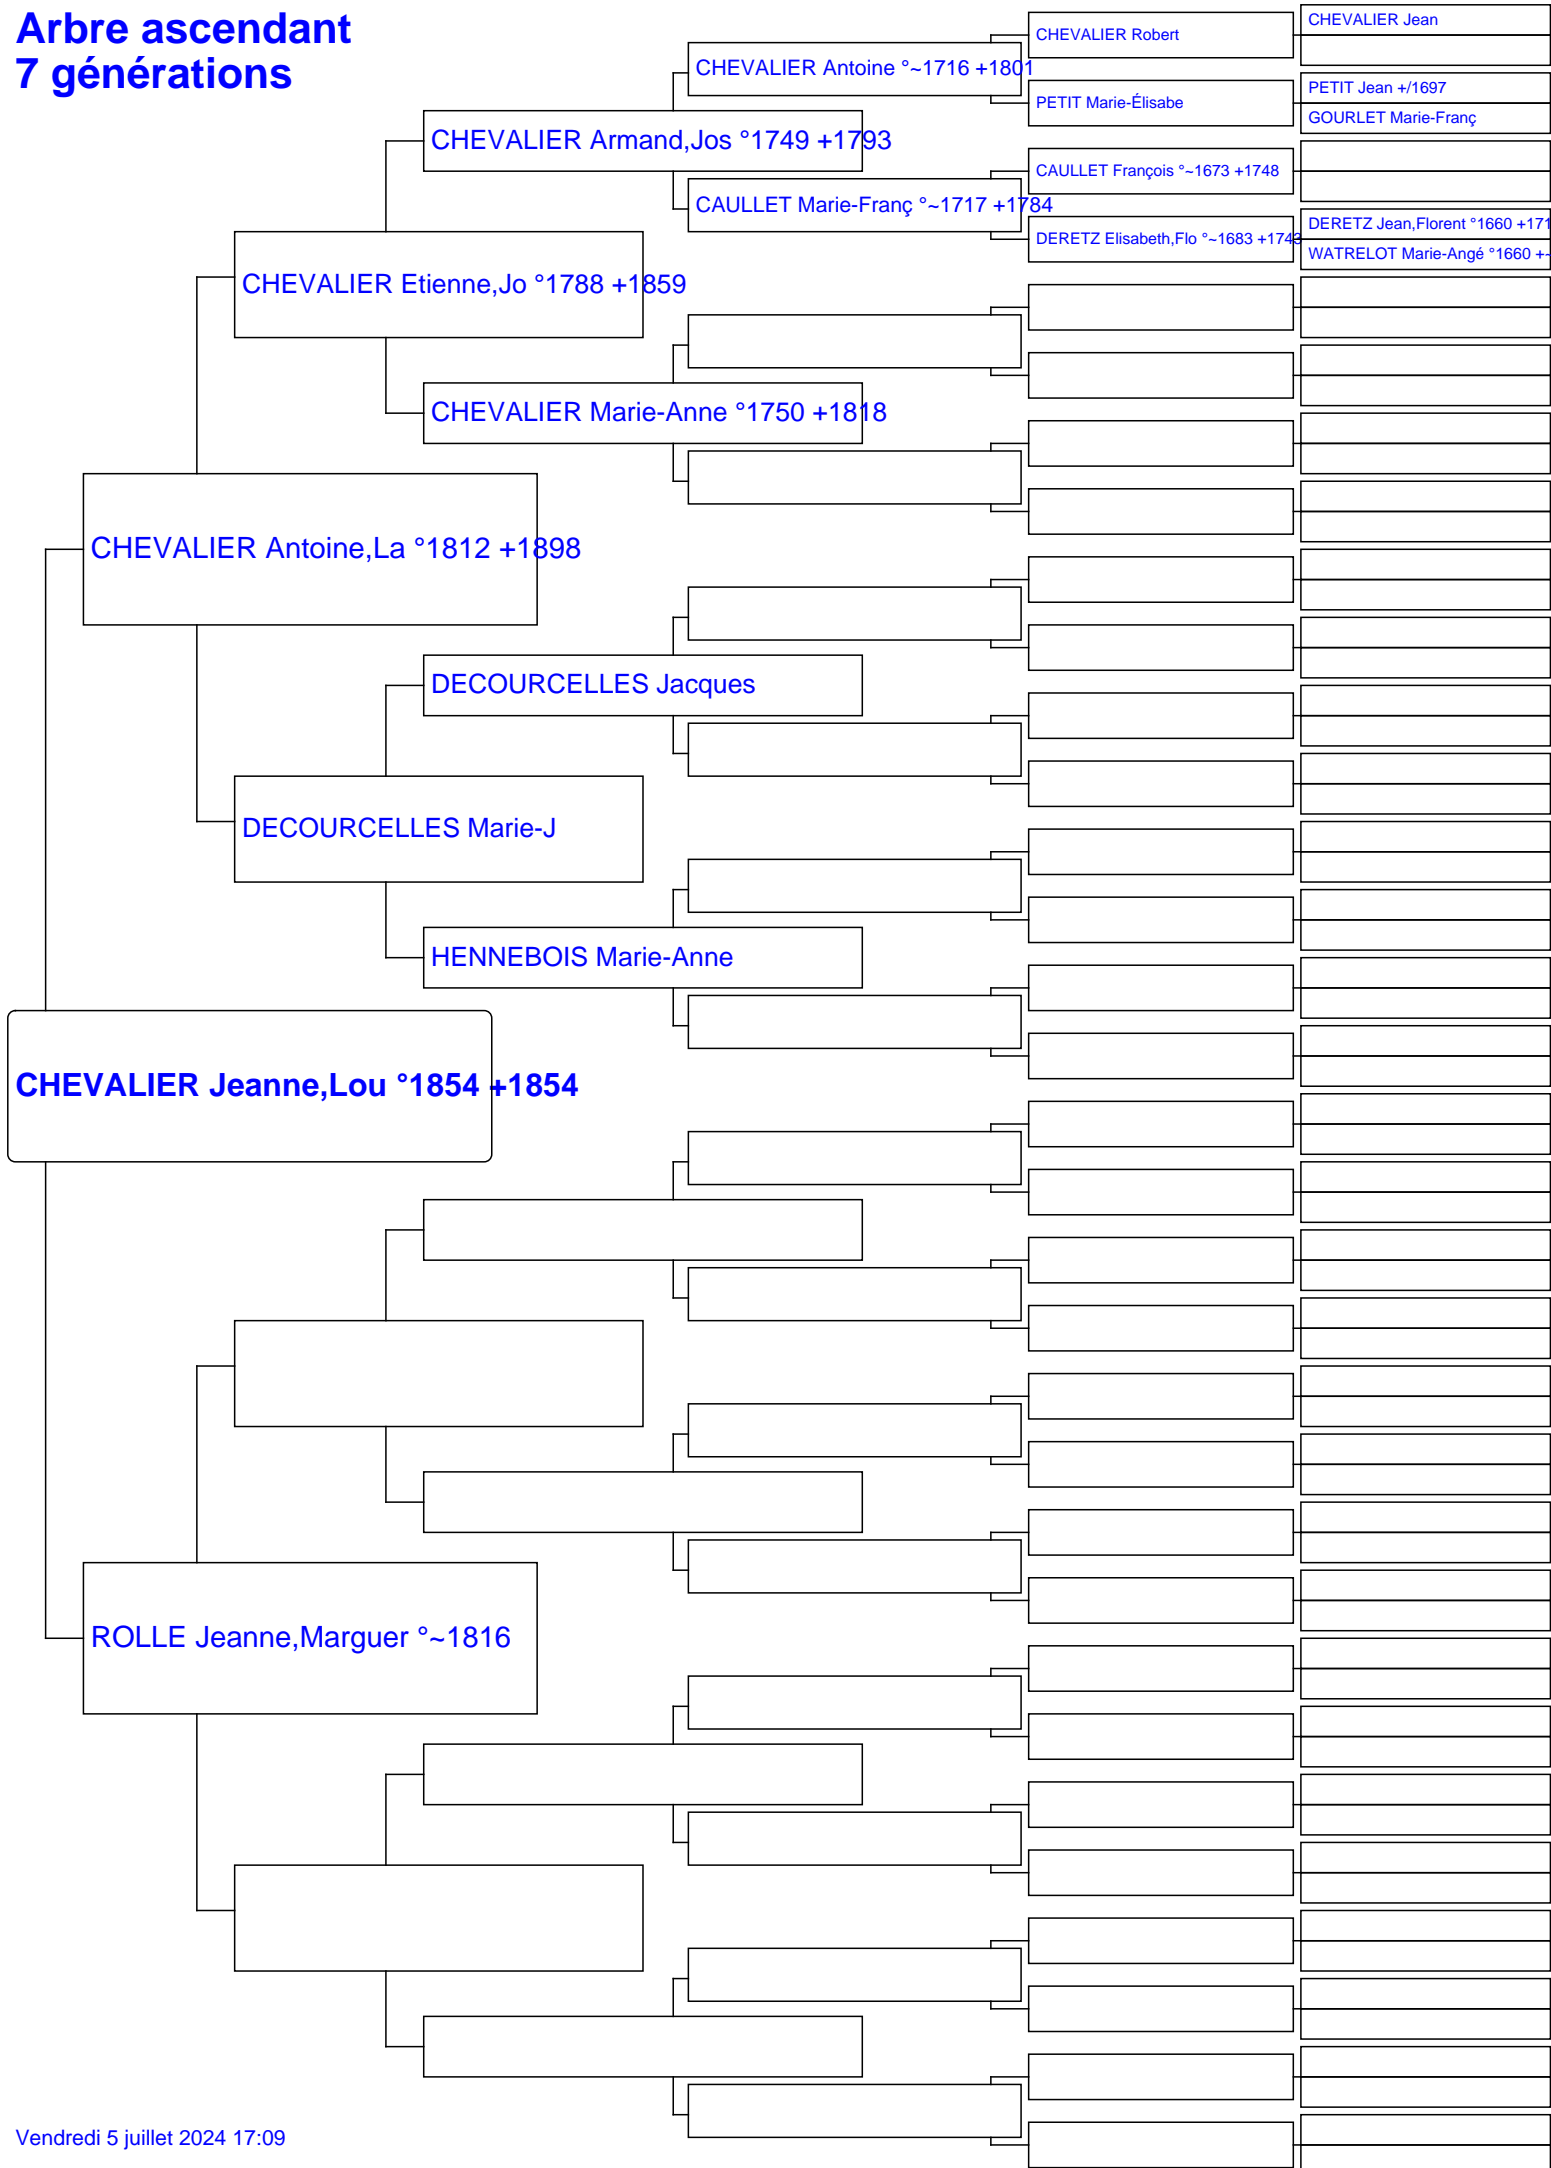 Arbre ascendant
7 générations
CHEVALIER Jean
CHEVALIER Robert
CHEVALIER Antoine °~1716 +1801
PETIT Jean +/1697
PETIT Marie-Élisabe
GOURLET Marie-Franç
CHEVALIER Armand,Jos °1749 +1793
CAULLET François °~1673 +1748
CAULLET Marie-Franç °~1717 +1784
DERETZ Jean,Florent °1660 +171
DERETZ Elisabeth,Flo °~1683 +1743
WATRELOT Marie-Angé °1660 +~
CHEVALIER Etienne,Jo °1788 +1859
CHEVALIER Marie-Anne °1750 +1818
CHEVALIER Antoine,La °1812 +1898
DECOURCELLES Jacques
DECOURCELLES Marie-J
HENNEBOIS Marie-Anne
CHEVALIER Jeanne,Lou °1854 +1854
ROLLE Jeanne,Marguer °~1816
Vendredi 5 juillet 2024 17:09